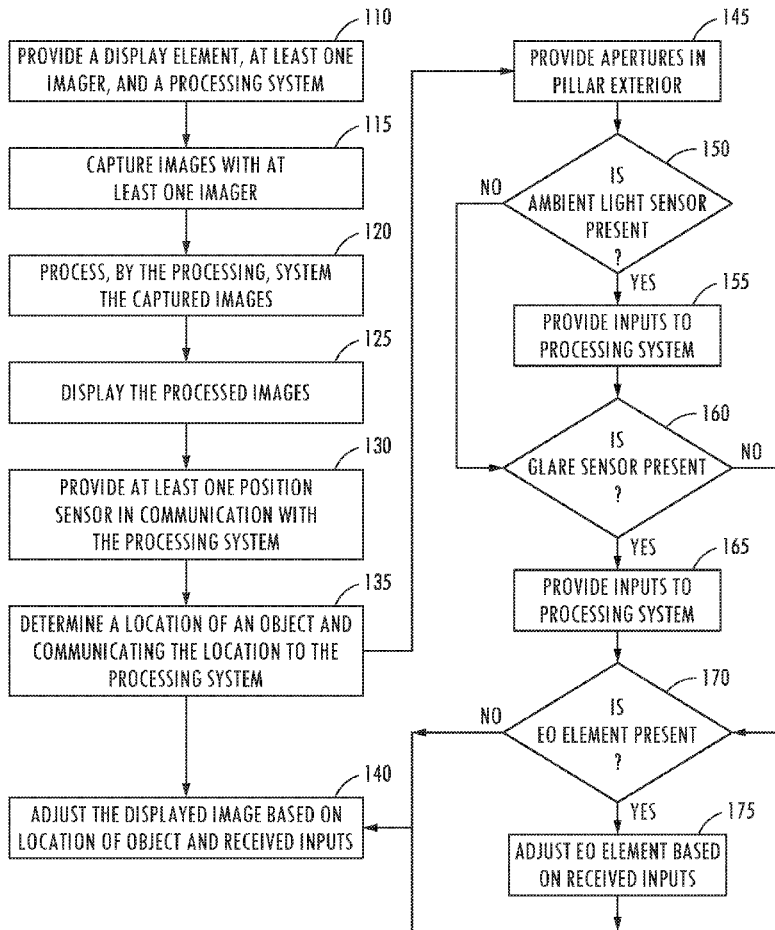 110
PROVIDE A DISPLAY ELEMENT, AT LEAST ONE
IMAGER, AND A PROCESSING SYSTEM
115
CAPTURE IMAGES WITH AT
LEAST ONE IMAGER
120
PROCESS, BY THE PROCESSING, SYSTEM
THE CAPTURED IMAGES
125
DISPLAY THE PROCESSED IMAGES
130
PROVIDE AT LEAST ONE POSITION
SENSOR IN COMMUNICATION WITH
THE PROCESSING SYSTEM
135
DETERMINE A LOCATION OF AN OBJECT AND
COMMUNICATING THE LOCATION TO THE
PROCESSING SYSTEM
140
ADJUST THE DISPLAYED IMAGE BASED ON
LOCATION OF OBJECT AND RECEIVED INPUTS
145
PROVIDE APERTURES IN
PILLAR EXTERIOR
150
NO
IS
AMBIENT LIGHT SENSOR
PRESENT
?
YES
155
PROVIDE INPUTS TO
PROCESSING SYSTEM
160
IS
GLARE SENSOR PRESENT
?
NO
YES
165
PROVIDE INPUTS TO
PROCESSING SYSTEM
170
NO
IS
EO ELEMENT PRESENT
?
YES
175
ADJUST EO ELEMENT BASED
ON RECEIVED INPUTS